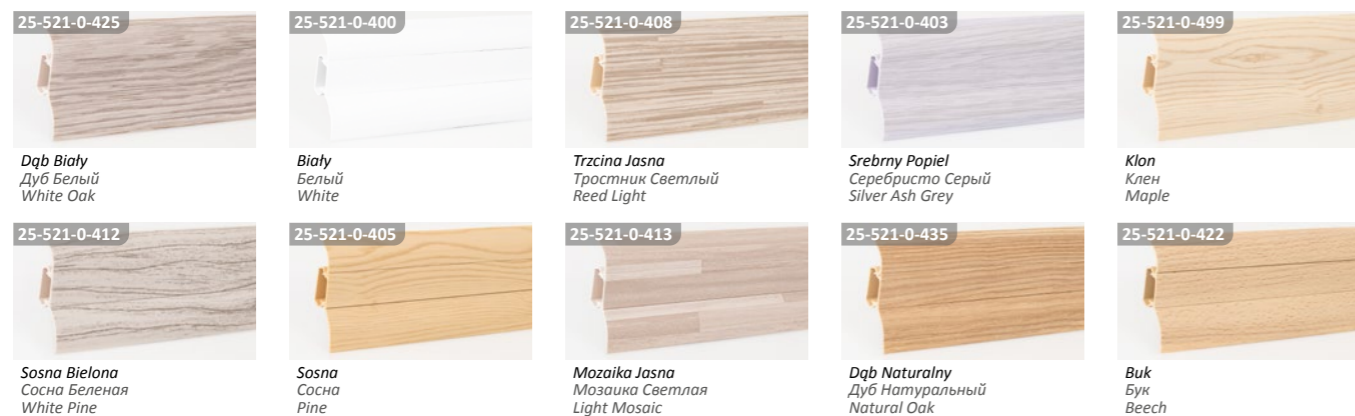 25-521-0-425
Dąb Biały
Дуб Белый
White Oak
25-521-0-400
Biały
Белый
White
25-521-0-408
Trzcina Jasna
Тростник Светлый
Reed Light
25-521-0-403
Srebrny Popiel
Серебристо Серый
Silver Ash Grey
25-521-0-499
Klon
Клен
Maple
25-521-0-412
Sosna Bielona
Сосна Беленая
White Pine
25-521-0-405
Sosna
Сосна
Pine
25-521-0-413
Mozaika Jasna
Мозаика Светлая
Light Mosaic
25-521-0-435
Dąb Naturalny
Дуб Натуральный
Natural Oak
25-521-0-422
Buk
Бук
Beech